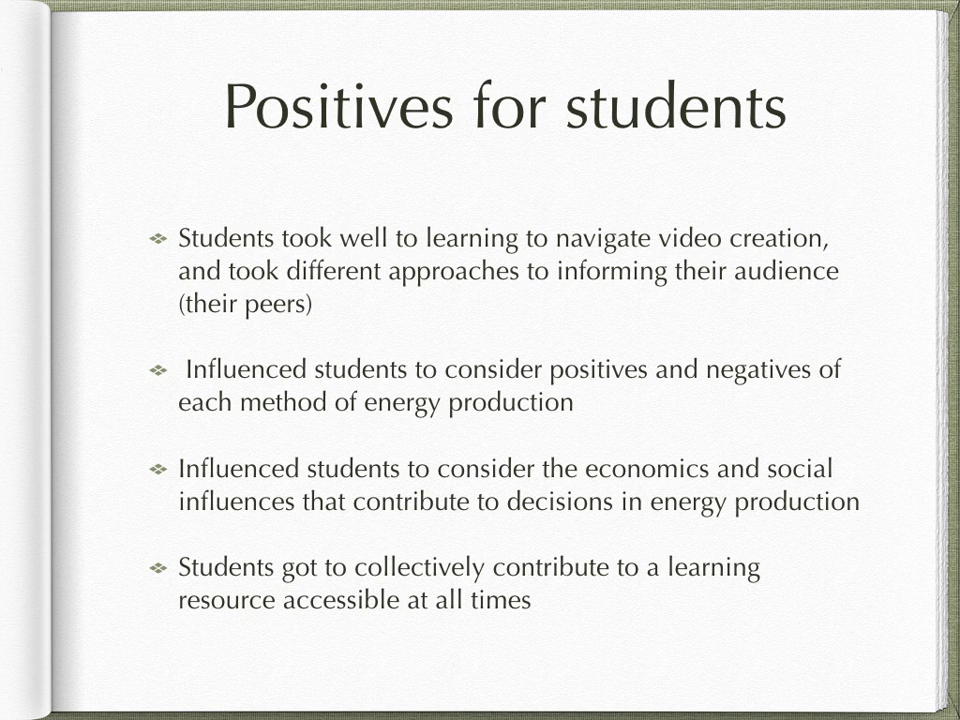 Positives for students
Students took well to learning to navigate video creation,
and took different approaches to informing their audience
(their peers)
Influenced students to consider positives and negatives of
each method of energy production
Influenced students to consider the economics and social
influences that contribute to decisions in energy production
Students got to collectively contribute to a learning
resource accessible at all times